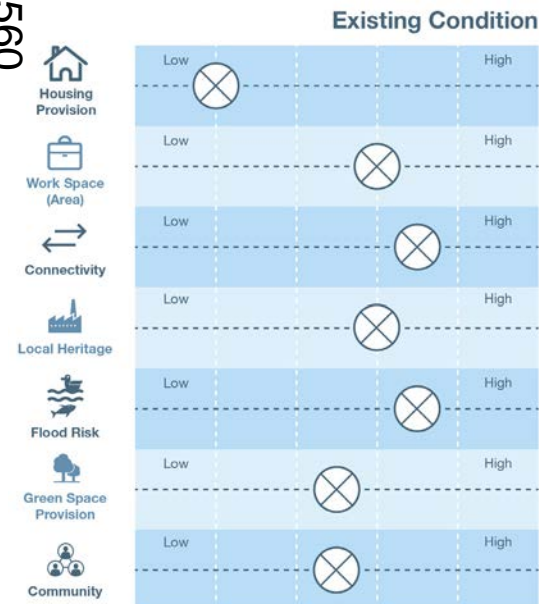 560
Existing Condition
Low High
Housing
Provision
Low High
Work Space
(Area)
Low High
Connectivity
Low High
Local Heritage
Low High
Flood Risk
Low High
Green Space
Provision
Low High
Community